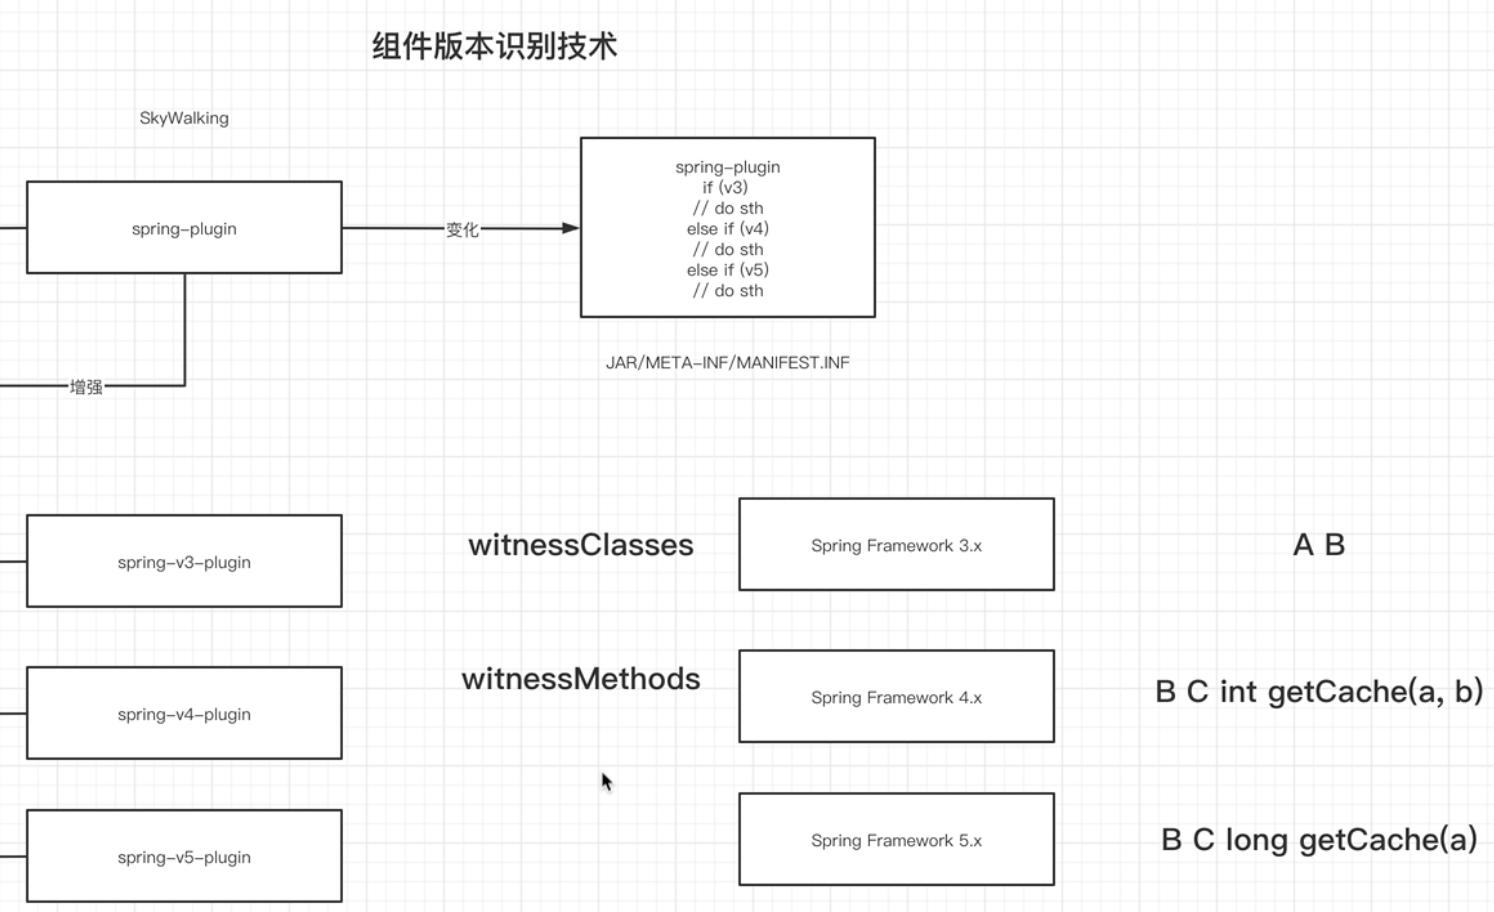 组件版本识别技术
SkyWalking
spring-plugin
变化
spring-plugin
if (v3)
// do sth
else if (v4)
// do sth
else if (v5)
// do sth
JAR/META-INF/MANIFEST.INF
增强
spring-v3-plugin
witnessClasses
Spring Framework 3.x
A B
spring-v4-plugin
witnessMethods
Spring Framework 4.x
B C int getCache(a, b)
spring-v5-plugin
Spring Framework 5.x
B C long getCache(a)